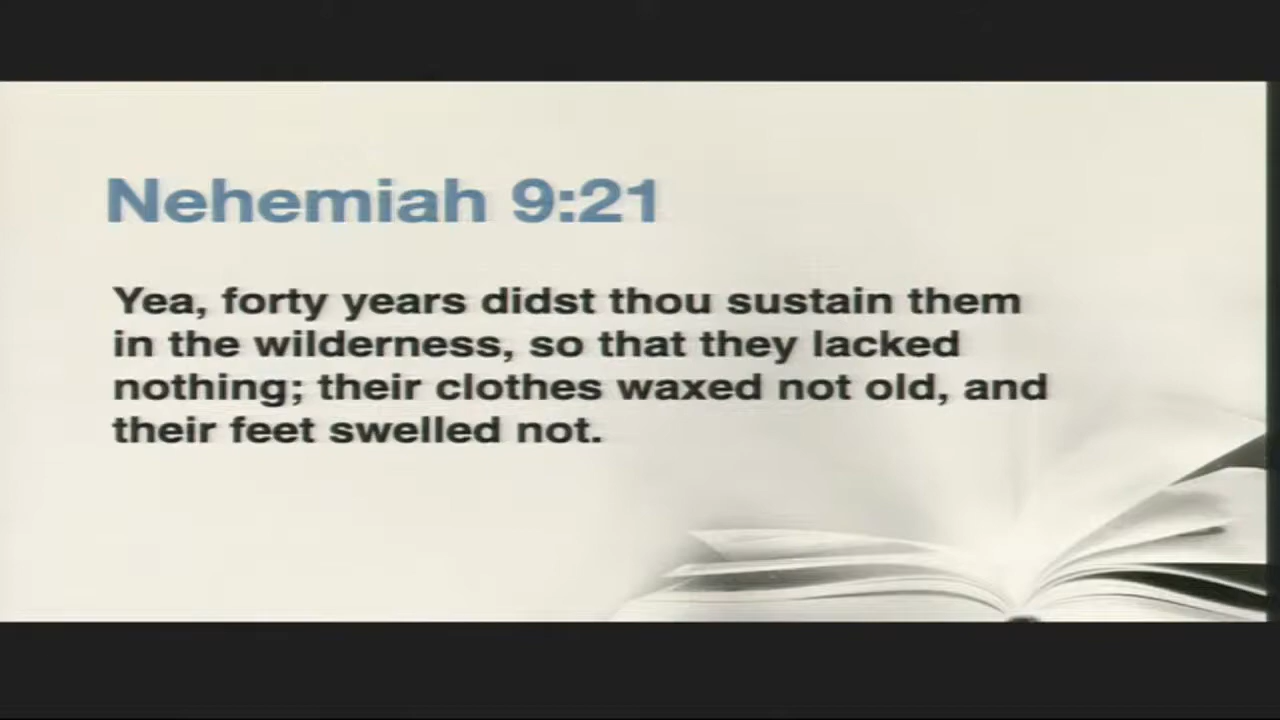 Nehemiah 9:21
Yea, forty years didst thou sustain them
in the wilderness, so that they lacked
nothing; their clothes waxed not old, and
their feet swelled not.